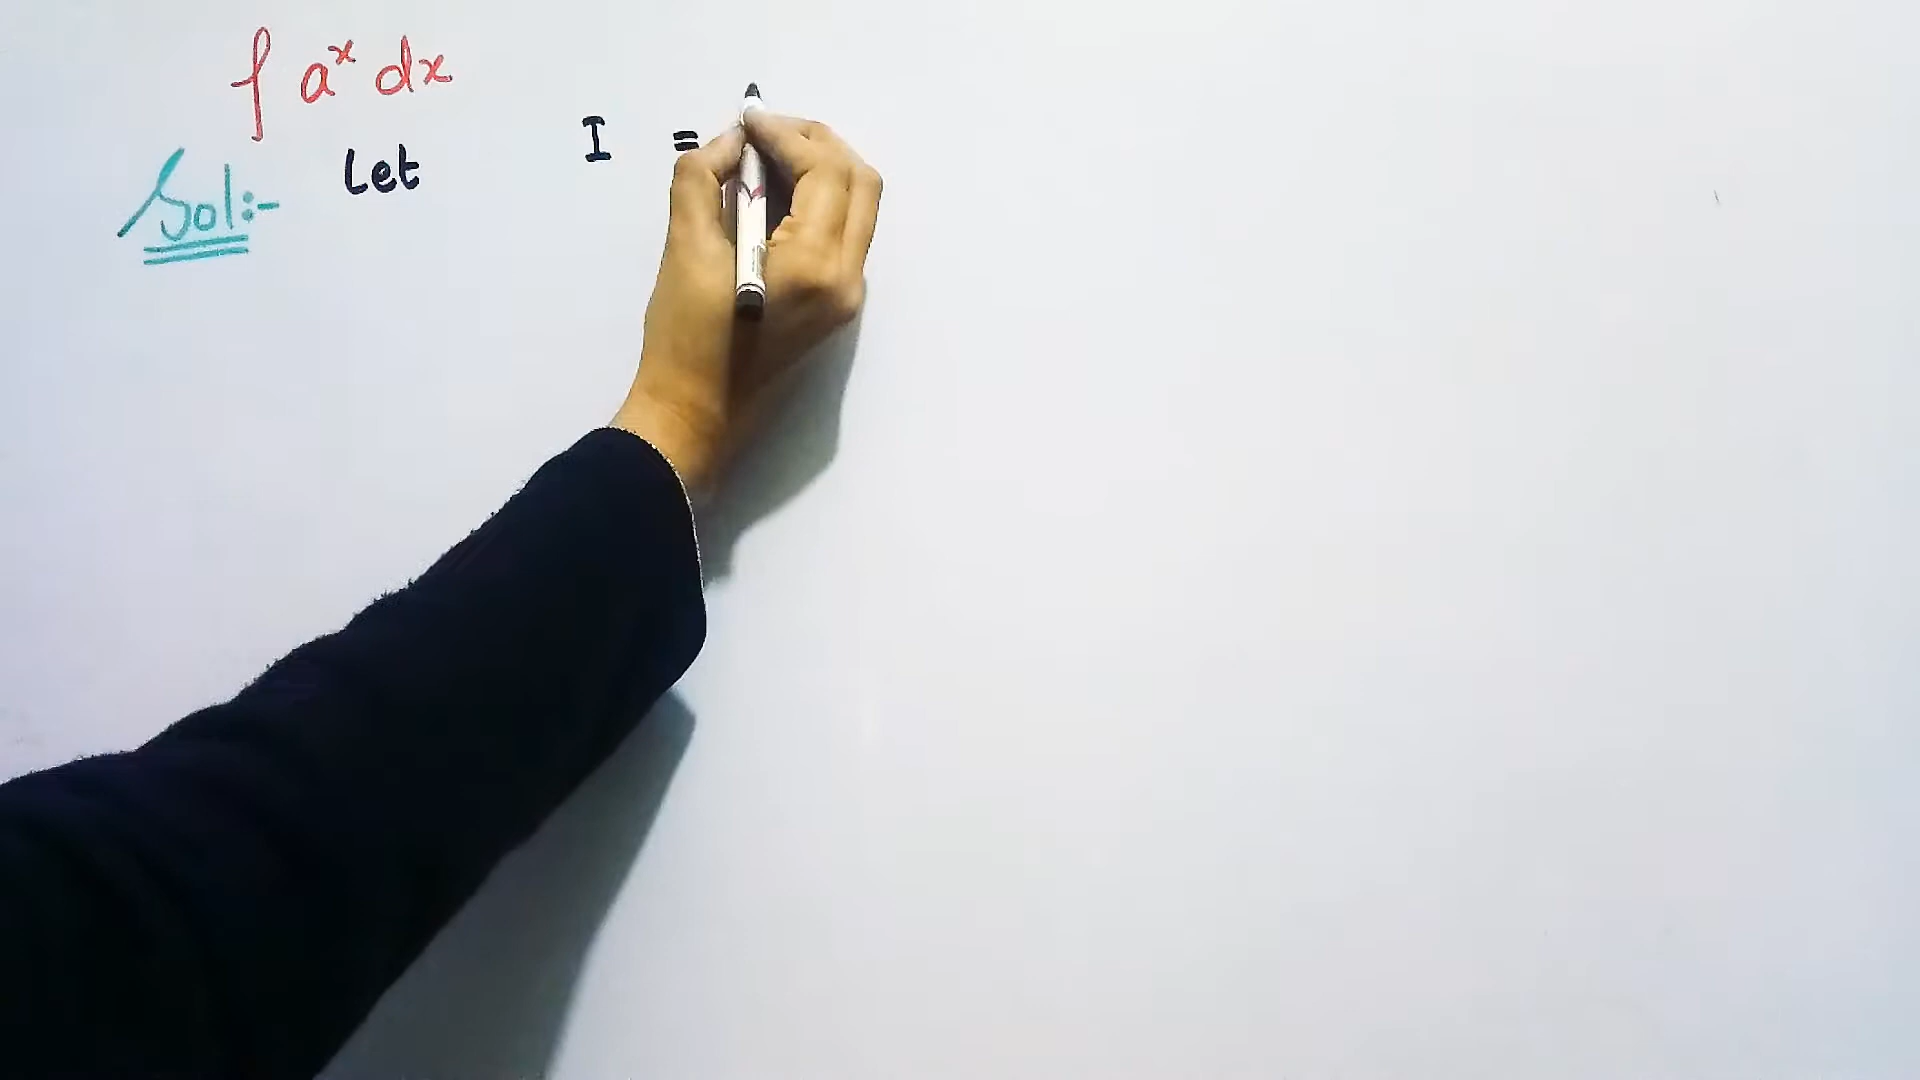 ∫ aˣ dx
Sol:- Let I =